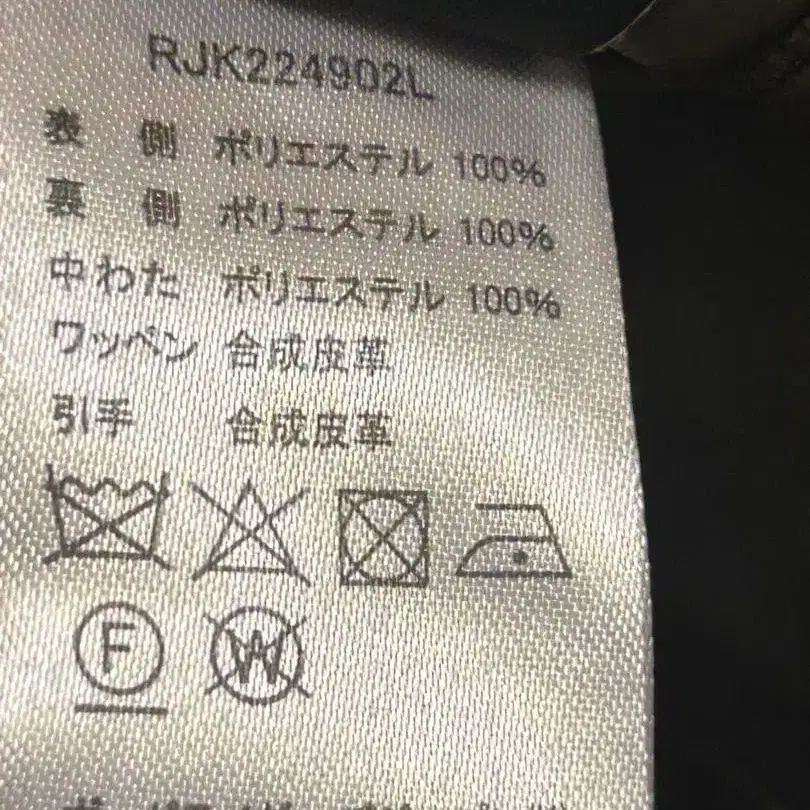 RJK224902L
表側 ポリエステル 100%
裏側 ポリエステル 100%
中わた ポリエステル 100%
ワッペン 合成皮革
引手 合成皮革
F W